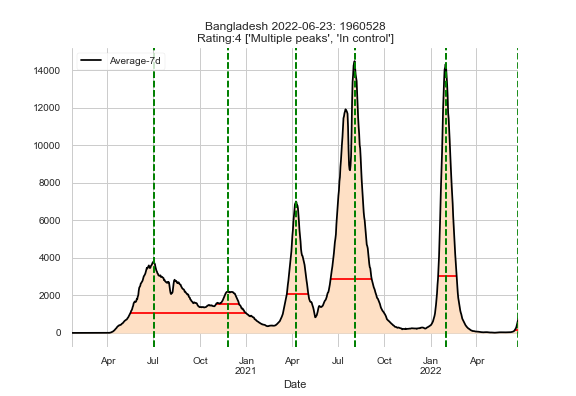 Bangladesh 2022-06-23: 1960528
Rating:4 ['Multiple peaks', 'In control']
Average-7d
14000
12000
10000
8000
6000
4000
2000
0
Apr
Jul
Oct
Jan
2021
Apr
Jul
Oct
Jan
2022
Apr
Date